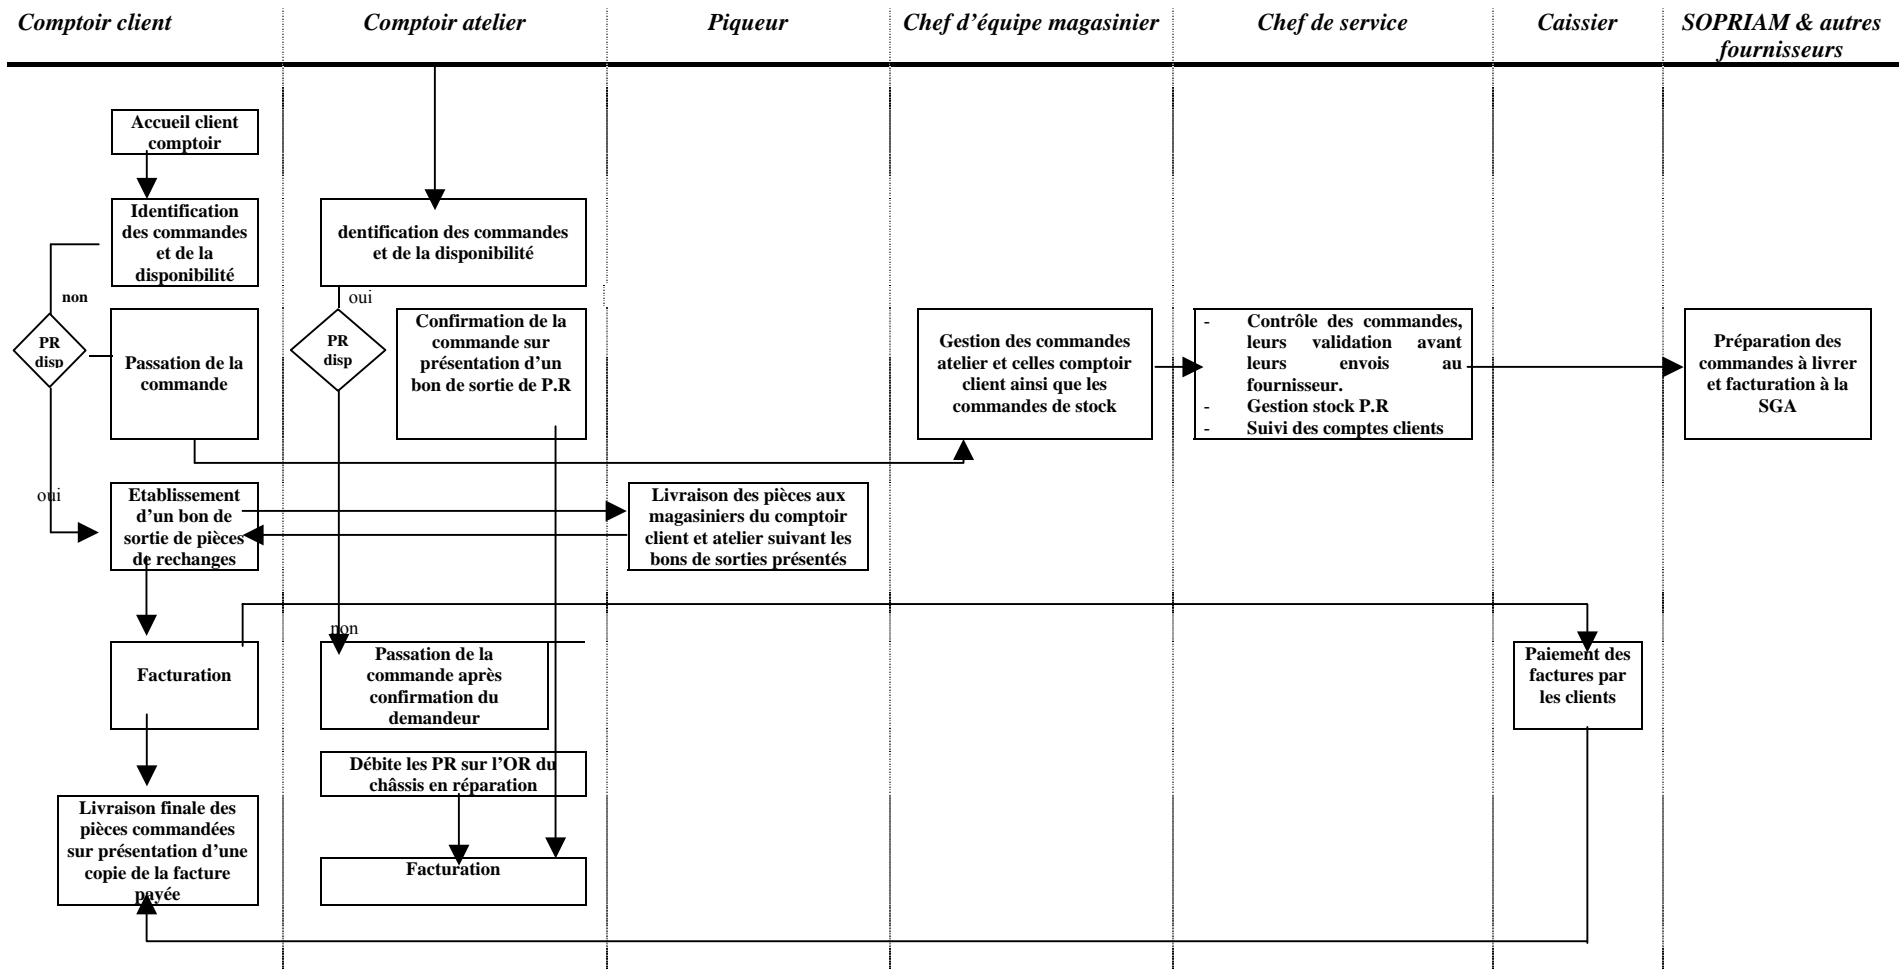 Comptoir client
Comptoir atelier
Piqueur
Chef d’équipe magasinier
Chef de service
Caissier
SOPRIAM & autres
fournisseurs
Accueil client
comptoir
Identification
des commandes
et de la
disponibilité
dentification des commandes
et de la disponibilité
non
oui
PR
disp
Passation de la
commande
PR
disp
Confirmation de la
commande sur
présentation d’un
bon de sortie de P.R
Gestion des commandes
atelier et celles comptoir
client ainsi que les
commandes de stock
- Contrôle des commandes,
leurs validation avant
leurs envois au
fournisseur.
- Gestion stock P.R
- Suivi des comptes clients
Préparation des
commandes à livrer
et facturation à la
SGA
oui
Etablissement
d’un bon de
sortie de pièces
de rechanges
Livraison des pièces aux
magasiniers du comptoir
client et atelier suivant les
bons de sorties présentés
non
Facturation
Passation de la
commande après
confirmation du
demandeur
Paiement des
factures par
les clients
Débite les PR sur l’OR du
châssis en réparation
Livraison finale des
pièces commandées
sur présentation d’une
copie de la facture
payée
Facturation